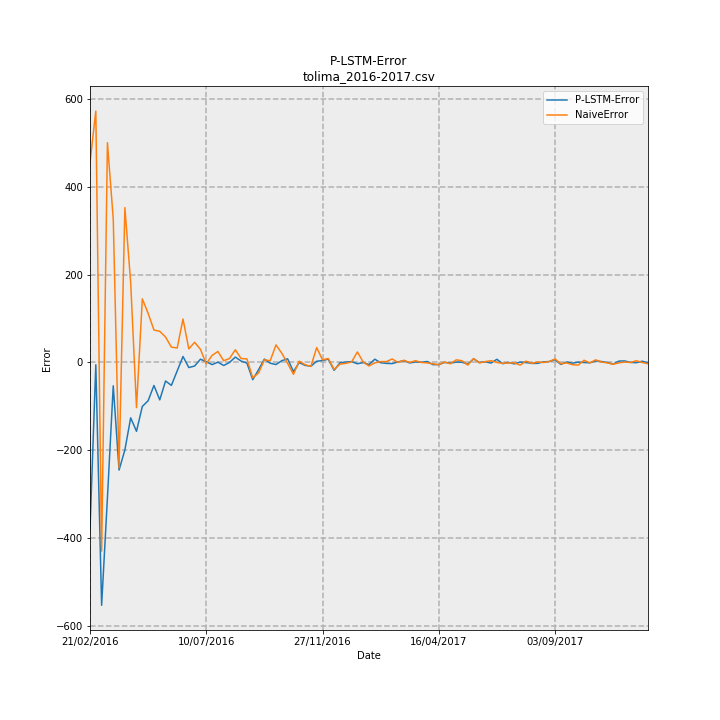 P-LSTM-Error
tolima_2016-2017.csv
P-LSTM-Error
NaiveError
600
400
200
0
−200
−400
−600
Error
21/02/2016
10/07/2016
27/11/2016
16/04/2017
03/09/2017
Date